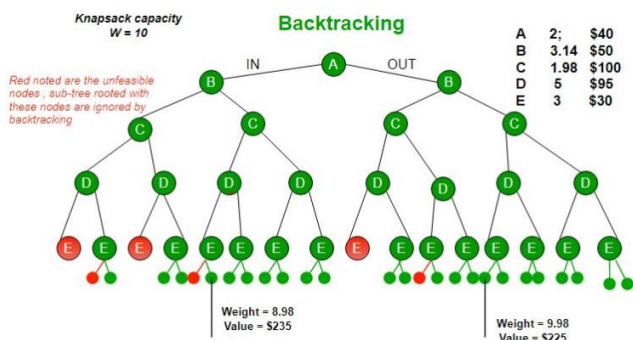 Knapsack capacity
W = 10
Backtracking
A 2; $40
B 3.14 $50
C 1.98 $100
D 5 $95
E 3 $30
Red noted are the unfeasible
nodes , sub-tree rooted with
these nodes are ignored by
backtracking
IN A OUT
B B
C C C C
D D D D D D D D
E E E E E E E E E E E E E E
Weight = 8.98
Value = $235
Weight = 9.98
Value = $225